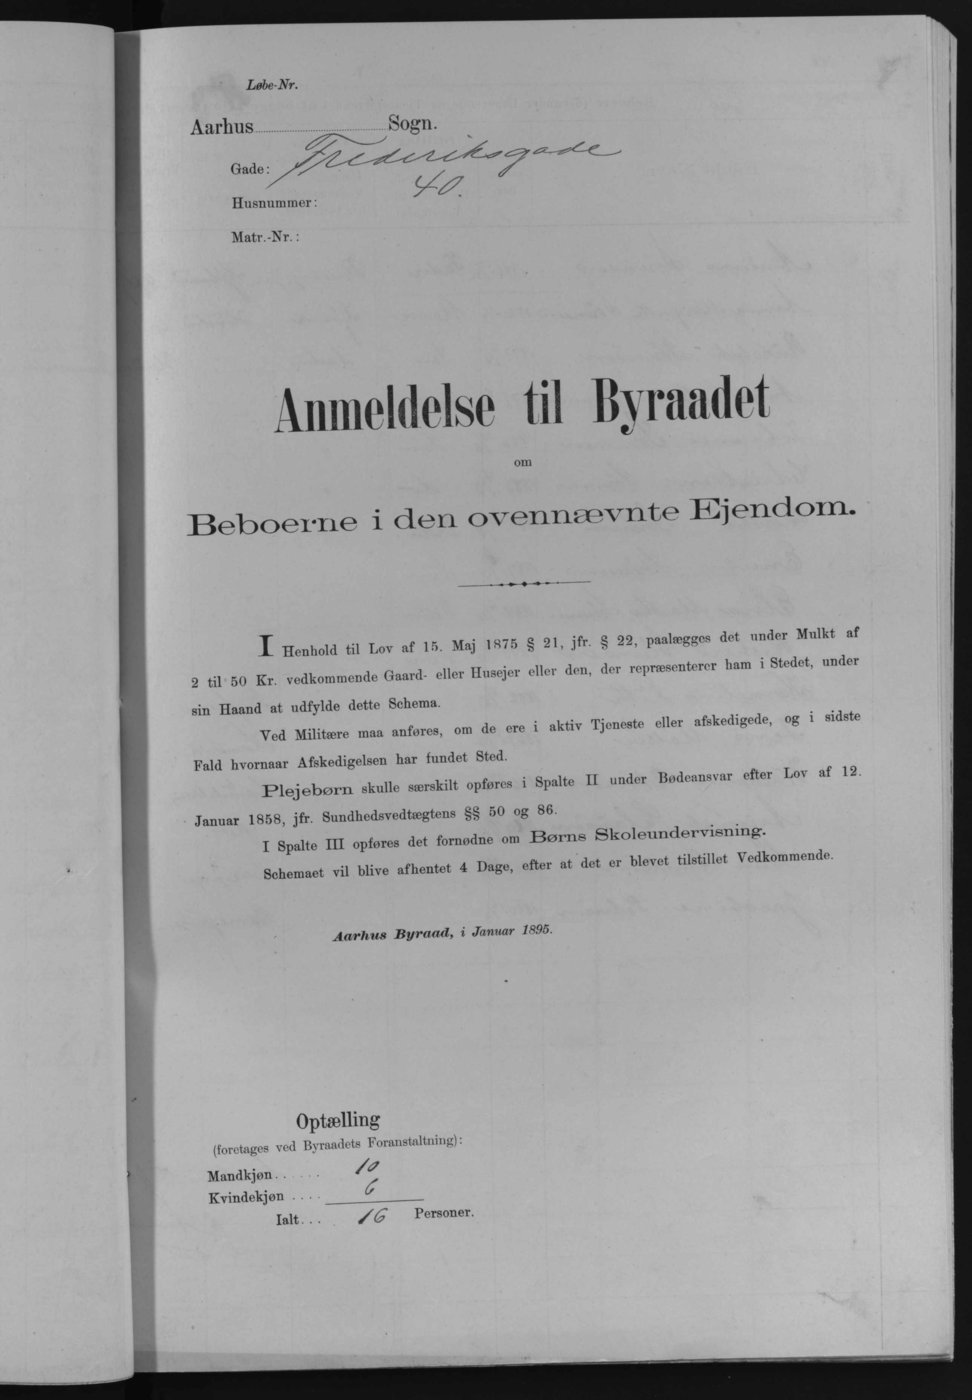 Løbe-Nr.
Aarhus Sogn.
Gade: Frederiksgade
40.
Husnummer:
Matr.-Nr.:
Anmeldelse til Byraadet
om
Beboerne i den ovennævnte Ejendom.
I Henhold til Lov af 15. Maj 1875 § 21, jfr. § 22, paalægges det under Mulkt af
2 til 50 Kr. vedkommende Gaard- eller Husejer eller den, der repræsenterer ham i Stedet, under
sin Haand at udfylde dette Schema.
Ved Militære maa anføres, om de ere i aktiv Tjeneste eller afskedigede, og i sidste
Fald hvornaar Afskedigelsen har fundet Sted.
Plejebørn skulle særskilt opføres i Spalte II under Bødeansvar efter Lov af 12.
Januar 1858, jfr. Sundhedsvedtægtens §§ 50 og 86.
I Spalte III opføres det fornødne om Børns Skoleundervisning.
Schemaet vil blive afhentet 4 Dage, efter at det er blevet tilstillet Vedkommende.
Aarhus Byraad, i Januar 1895.
Optælling
(foretages ved Byraadets Foranstaltning):
Mandkjøn..... 10
Kvindekjøn .... 6
Ialt.... 16 Personer.